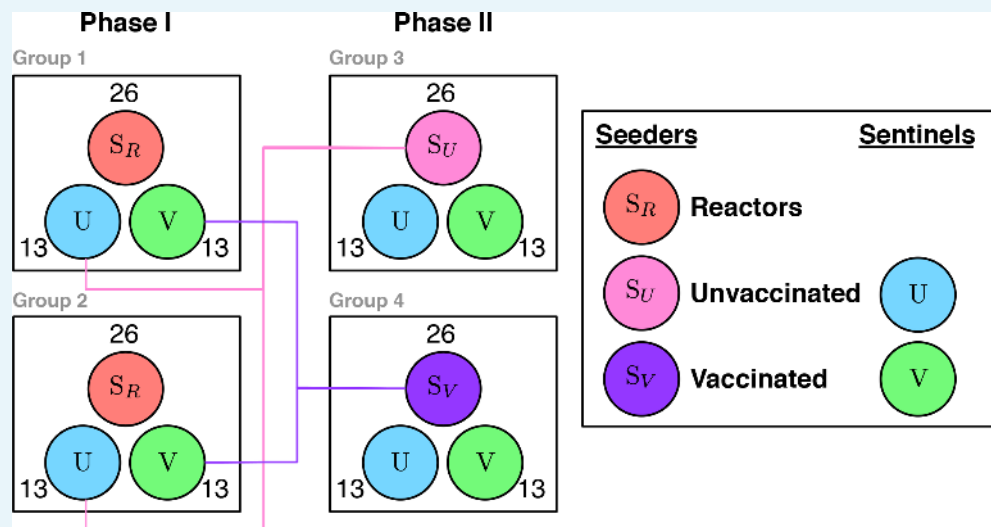 Phase I
Phase II
Group 1
26
S_R
U
V
13
13
Group 3
26
S_U
U
V
13
13
Group 2
26
S_R
U
V
13
13
Group 4
26
S_V
U
V
13
13
Seeders
Sentinels
S_R Reactors
S_U Unvaccinated U
S_V Vaccinated V